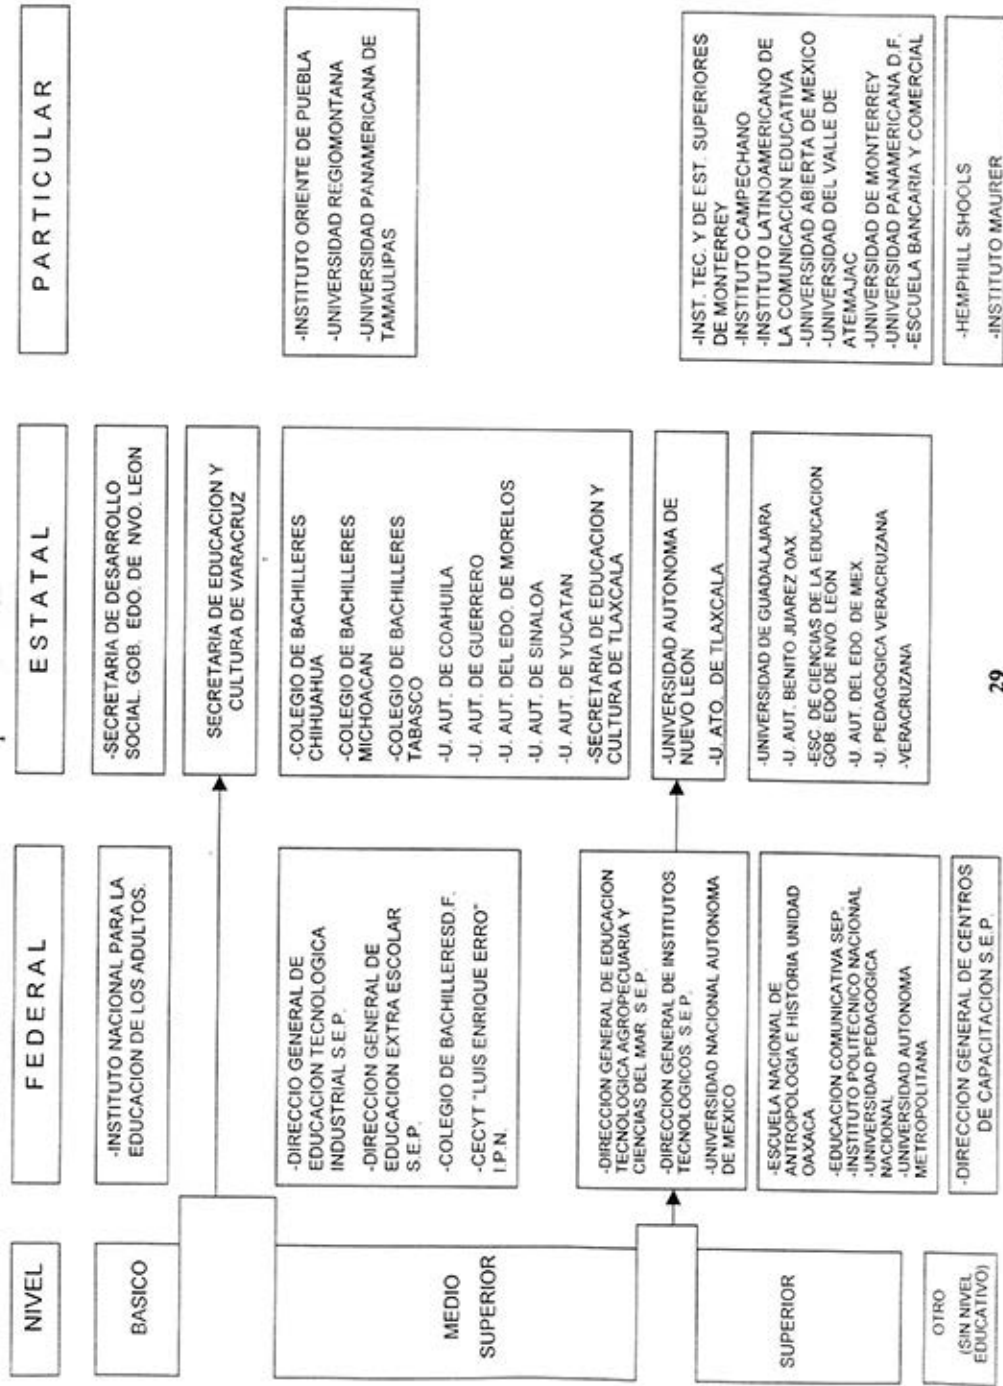 NIVEL
FEDERAL
ESTATAL
PARTICULAR
BASICO
-INSTITUTO NACIONAL PARA LA
EDUCACION DE LOS ADULTOS.
-SECRETARIA DE DESARROLLO
SOCIAL. GOB. EDO. DE NVO. LEON
SECRETARIA DE EDUCACION Y
CULTURA DE VARACRUZ
MEDIO
SUPERIOR
-DIRECCIO GENERAL DE
EDUCACION TECNOLOGICA
INDUSTRIAL S.E.P.
-DIRECCION GENERAL DE
EDUCACION EXTRA ESCOLAR
S.E.P.
-COLEGIO DE BACHILLERESD.F.
-CECYT "LUIS ENRIQUE ERRO"
I.P.N.
-COLEGIO DE BACHILLERES
CHIHUAHUA
-COLEGIO DE BACHILLERES
MICHOACAN
-COLEGIO DE BACHILLERES
TABASCO
-U. AUT. DE COAHUILA
-U. AUT. DE GUERRERO
-U. AUT. DEL EDO. DE MORELOS
-U. AUT. DE SINALOA
-U. AUT. DE YUCATAN
-SECRETARIA DE EDUCACION Y
CULTURA DE TLAXCALA
-INSTITUTO ORIENTE DE PUEBLA
-UNIVERSIDAD REGIOMONTANA
-UNIVERSIDAD PANAMERICANA DE
TAMAULIPAS
-DIRECCION GENERAL DE EDUCACION
TECNOLOGICA AGROPECUARIA Y
CIENCIAS DEL MAR S.E.P.
-DIRECCION GENERAL DE INSTITUTOS
TECNOLOGICOS S.E.P.
-UNIVERSIDAD NACIONAL AUTONOMA
DE MEXICO
-UNIVERSIDAD AUTONOMA DE
NUEVO LEON
-U. ATO. DE TLAXCALA
SUPERIOR
-ESCUELA NACIONAL DE
ANTROPOLOGIA E HISTORIA UNIDAD
OAXACA
-EDUCACION COMUNICATIVA SEP.
-INSTITUTO POLITECNICO NACIONAL
-UNIVERSIDAD PEDAGOGICA
NACIONAL
-UNIVERSIDAD AUTONOMA
METROPOLITANA
-UNIVERSIDAD DE GUADALAJARA
-U. AUT. BENITO JUAREZ OAX.
-ESC DE CIENCIAS DE LA EDUCACION
GOB EDO DE NVO. LEON
-U. AUT. DEL EDO. DE MEX.
-U. PEDAGOGICA VERACRUZANA
-VERACRUZANA
-INST. TEC. Y DE EST. SUPERIORES
DE MONTERREY
-INSTITUTO CAMPECHANO
-INSTITUTO LATINOAMERICANO DE
LA COMUNICACIÓN EDUCATIVA
-UNIVERSIDAD ABIERTA DE MEXICO
-UNIVERSIDAD DEL VALLE DE
ATEMAJAC
-UNIVERSIDAD DE MONTERREY
-UNIVERSIDAD PANAMERICANA D.F.
-ESCUELA BANCARIA Y COMERCIAL
OTRO
(SIN NIVEL
EDUCATIVO)
-DIRECCION GENERAL DE CENTROS
DE CAPACITACION S.E.P.
-HEMPHILL SHOOLS
-INSTITUTO MAURER
29